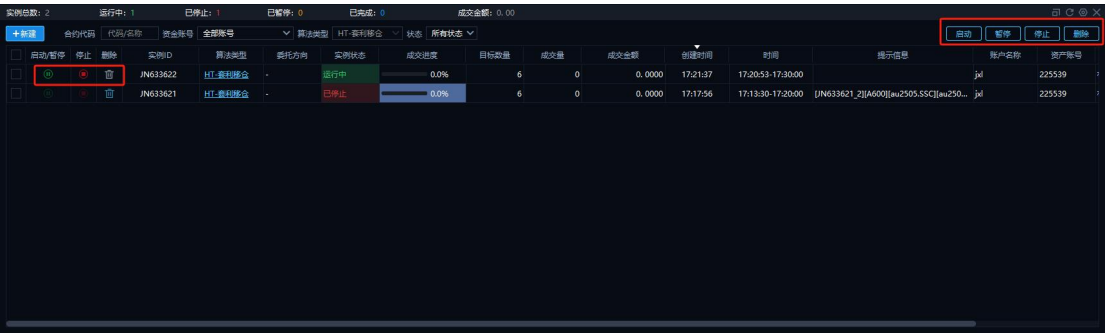 实例总数: 2 运行中: 1 已停止: 1 已暂停: 0 已完成: 0 成交金额: 0.00
+新建 合约代码 代码/名称 资金账号 全部账号 算法类型 HT-套利移仓 状态 所有状态 启动 暂停 停止 删除
启动/暂停 停止 删除 实例ID 算法类型 委托方向 实例状态 成交进度 目标数量 成交量 成交金额 创建时间 时间 提示信息 账户名称 资产账号
JN633622 HT-套利移仓 - 运行中 0.0% 6 0 0.0000 17:21:37 17:20:53-17:30:00 jxl 225539
JN633621 HT-套利移仓 - 已停止 0.0% 6 0 0.0000 17:17:56 17:13:30-17:20:00 [JN633621_2][A600][au2505.SSC][au250... jxl 225539